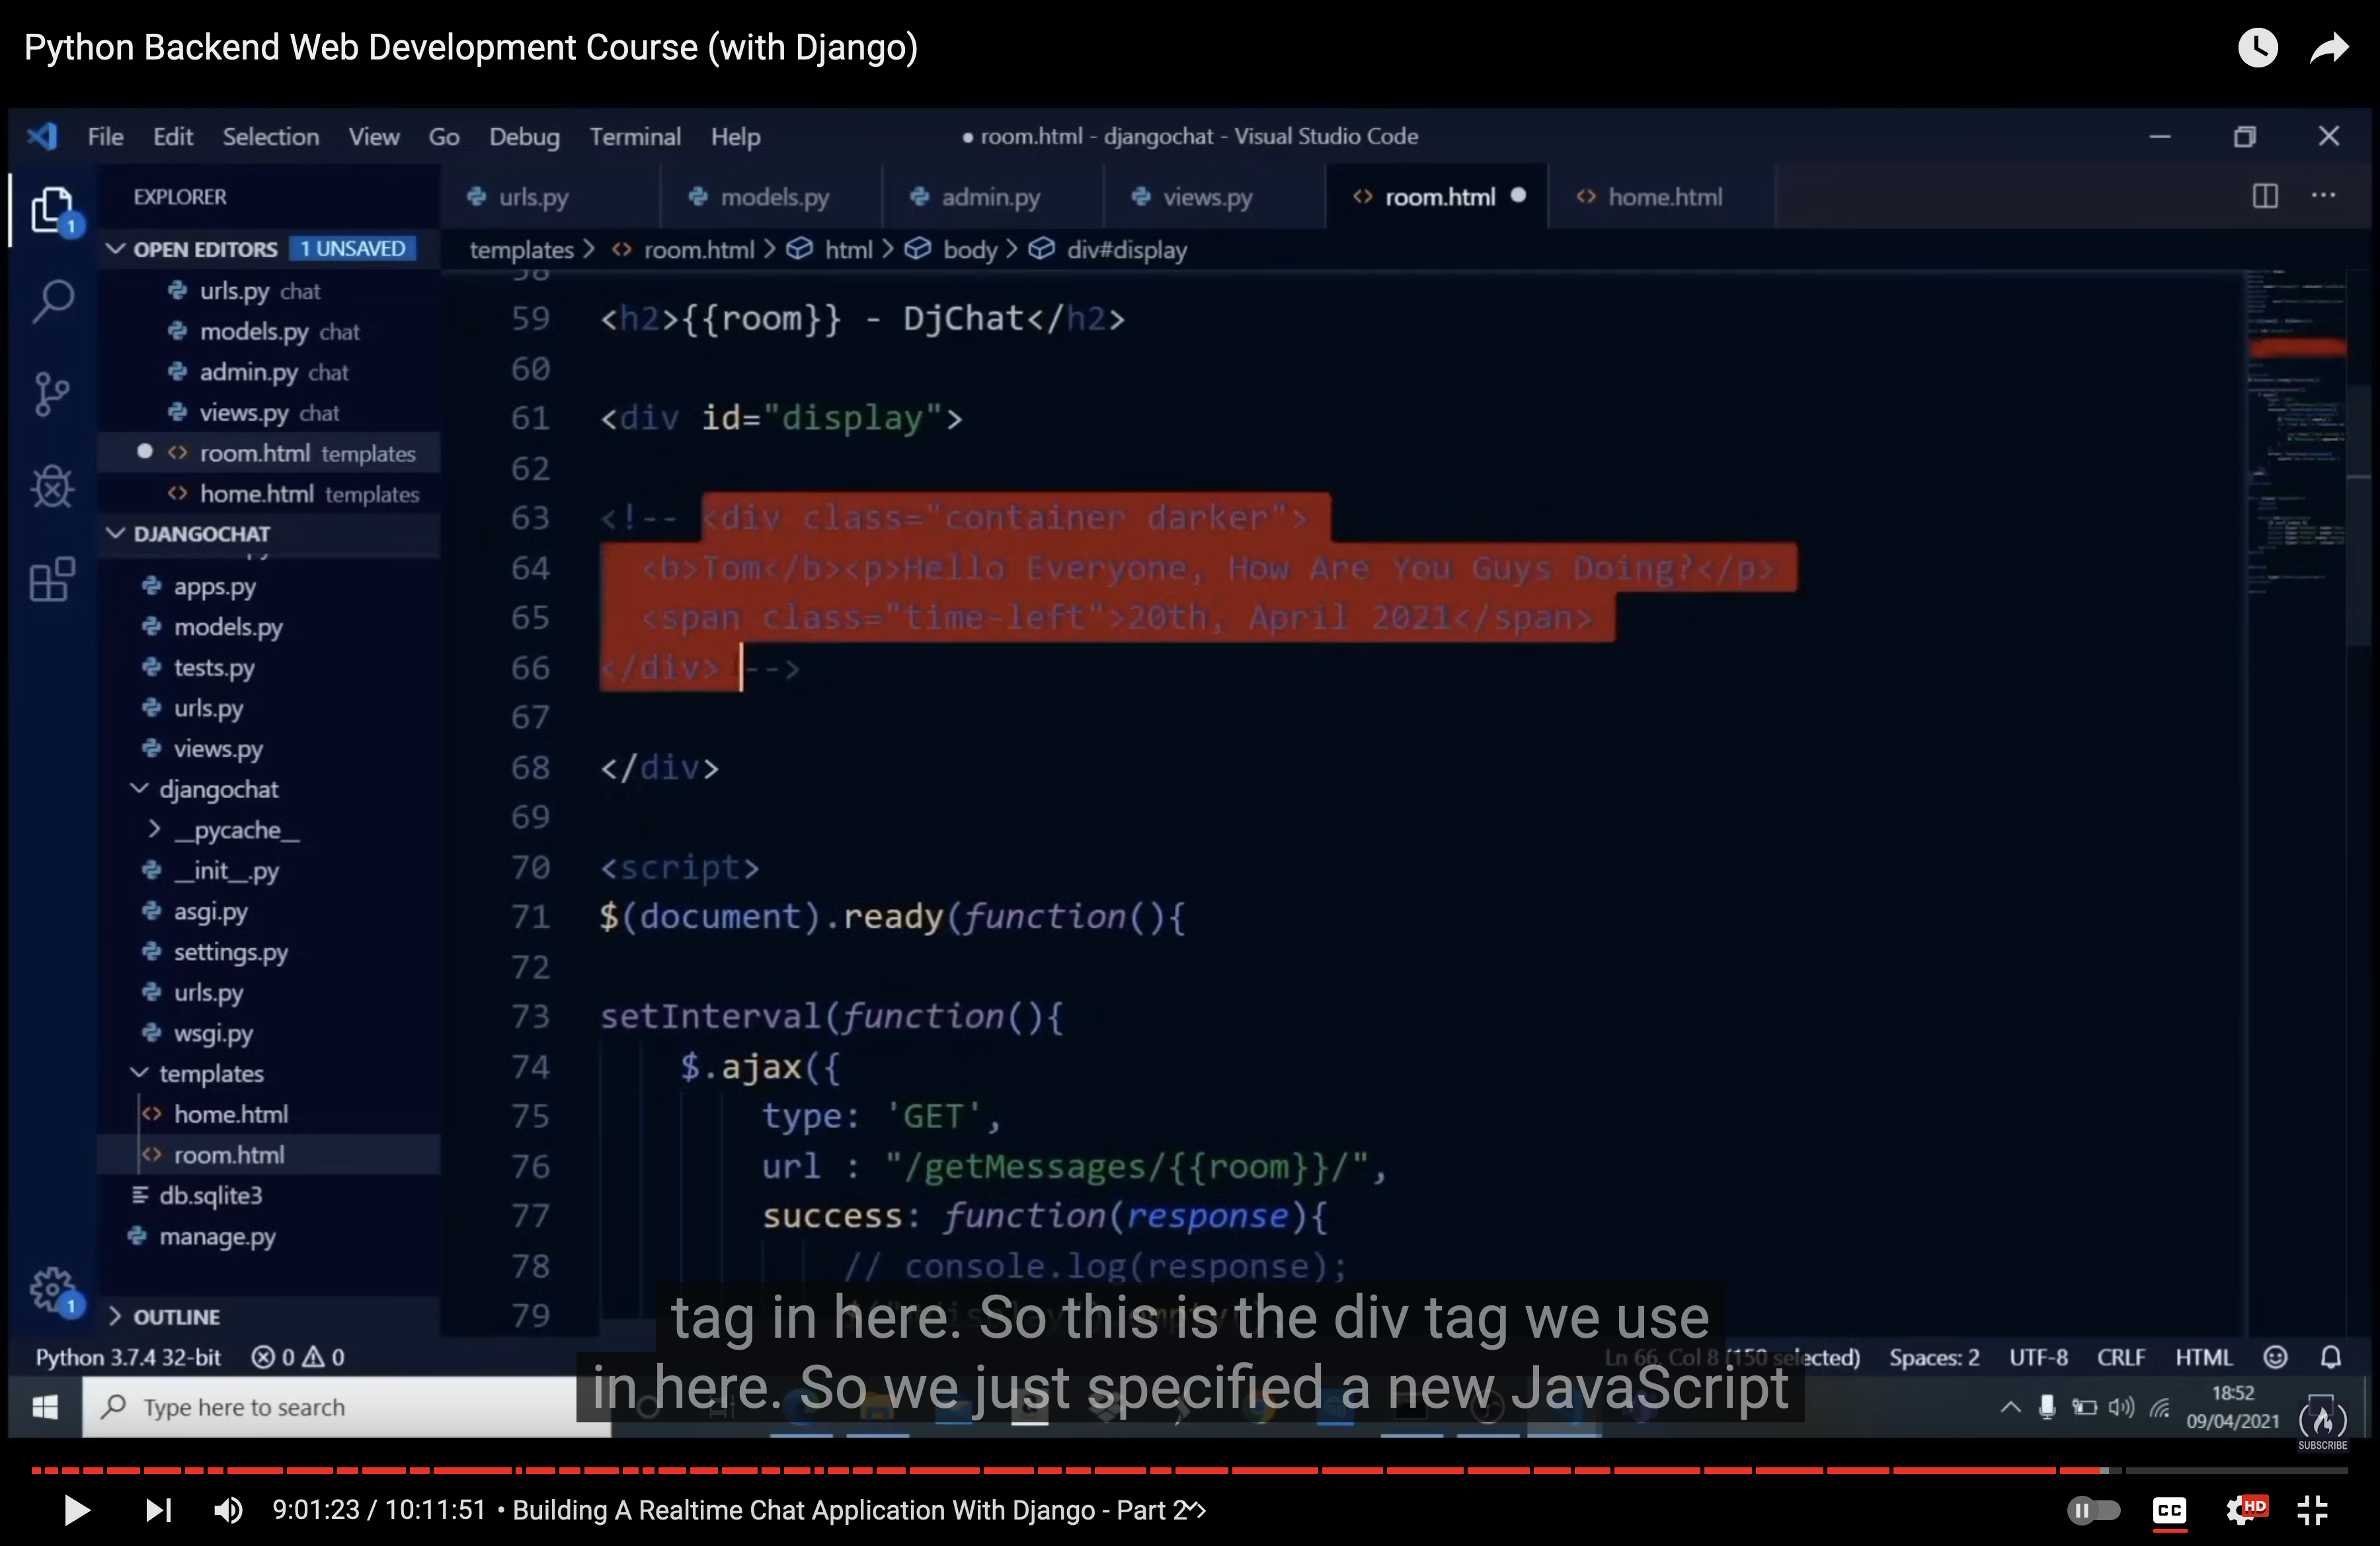 Python Backend Web Development Course (with Django)
File Edit Selection View Go Debug Terminal Help
● room.html - djangochat - Visual Studio Code
EXPLORER
urls.py models.py admin.py views.py room.html ● home.html
OPEN EDITORS 1 UNSAVED
templates > room.html > html > body > div#display
urls.py chat
models.py chat
admin.py chat
views.py chat
room.html templates
home.html templates
DJANGOCHAT
apps.py
models.py
tests.py
urls.py
views.py
djangochat
__pycache__
__init__.py
asgi.py
settings.py
urls.py
wsgi.py
templates
home.html
room.html
db.sqlite3
manage.py
OUTLINE
1
1
58
59 <h2>{{room}} - DjChat</h2>
60
61 <div id="display">
62
63 <!-- <div class="container darker">
64 <b>Tom</b><p>Hello Everyone, How Are You Guys Doing?</p>
65 <span class="time-left">20th, April 2021</span>
66 </div> -->
67
68 </div>
69
70 <script>
71 $(document).ready(function(){
72
73 setInterval(function(){
74 $.ajax({
75 type: 'GET',
76 url : "/getMessages/{{room}}/",
77 success: function(response){
78 // console.log(response);
79
tag in here. So this is the div tag we use
in here. So we just specified a new JavaScript
Python 3.7.4 32-bit 0 0
Ln 66, Col 8 (150 selected) Spaces: 2 UTF-8 CRLF HTML
Type here to search
18:52
09/04/2021
SUBSCRIBE
9:01:23 / 10:11:51 • Building A Realtime Chat Application With Django - Part 2
CC
HD